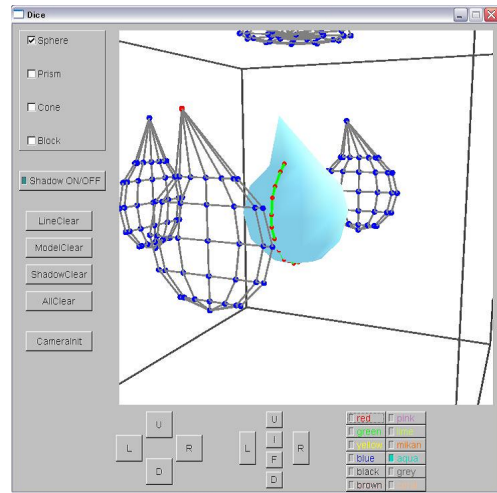 Dice
Sphere
Prism
Cone
Block
Shadow ON/OFF
LineClear
ModelClear
ShadowClear
AllClear
CameraInit
U
L R
D
U
L I R
F
D
red pink
green lime
yellow mikan
blue aqua
black grey
brown